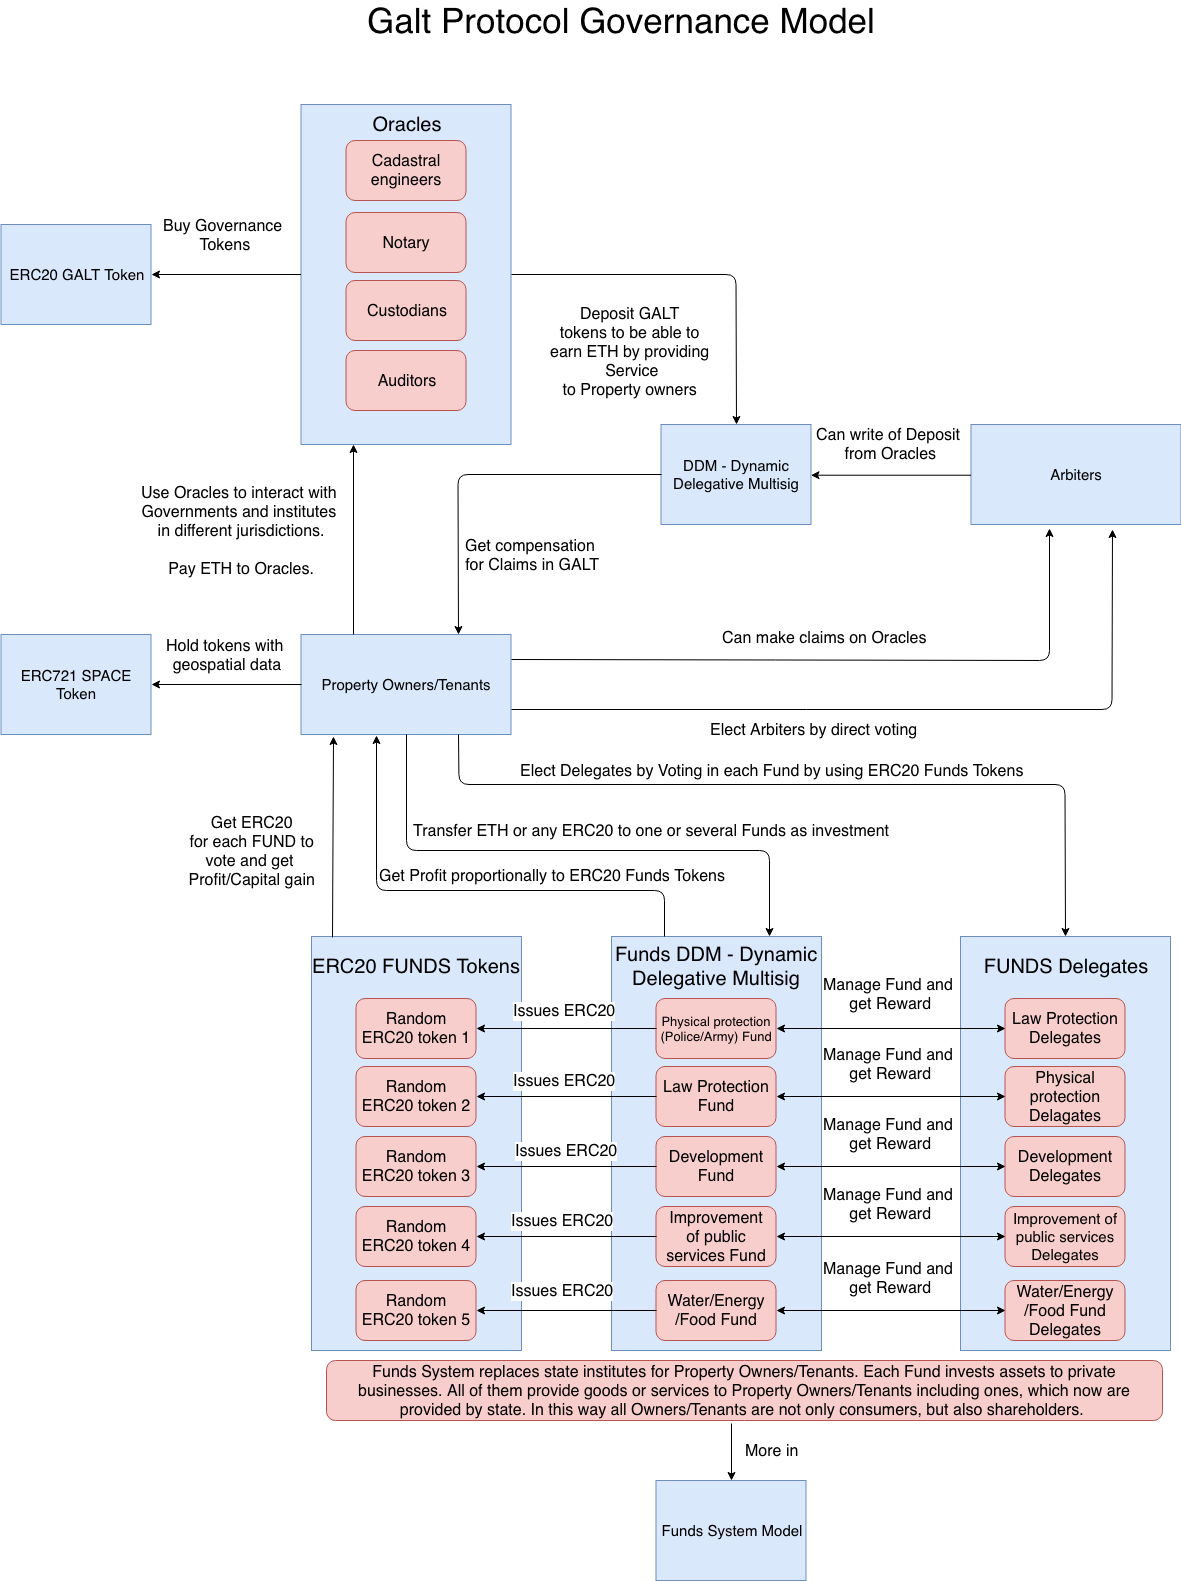 Galt Protocol Governance Model
Oracles
Cadastral
engineers
Notary
Custodians
Auditors
Buy Governance
Tokens
ERC20 GALT Token
Deposit GALT
tokens to be able to
earn ETH by providing
Service
to Property owners
DDM - Dynamic
Delegative Multisig
Can write of Deposit
from Oracles
Arbiters
Use Oracles to interact with
Governments and institutes
in different jurisdictions.
Pay ETH to Oracles.
Get compensation
for Claims in GALT
Hold tokens with
geospatial data
ERC721 SPACE
Token
Property Owners/Tenants
Can make claims on Oracles
Elect Arbiters by direct voting
Elect Delegates by Voting in each Fund by using ERC20 Funds Tokens
Get ERC20
for each FUND to
vote and get
Profit/Capital gain
Transfer ETH or any ERC20 to one or several Funds as investment
Get Profit proportionally to ERC20 Funds Tokens
ERC20 FUNDS Tokens
Random
ERC20 token 1
Random
ERC20 token 2
Random
ERC20 token 3
Random
ERC20 token 4
Random
ERC20 token 5
Issues ERC20
Issues ERC20
Issues ERC20
Issues ERC20
Issues ERC20
Funds DDM - Dynamic
Delegative Multisig
Physical protection
(Police/Army) Fund
Law Protection
Fund
Development
Fund
Improvement
of public
services Fund
Water/Energy
/Food Fund
Manage Fund and
get Reward
Manage Fund and
get Reward
Manage Fund and
get Reward
Manage Fund and
get Reward
Manage Fund and
get Reward
FUNDS Delegates
Law Protection
Delegates
Physical
protection
Delagates
Development
Delegates
Improvement of
public services
Delegates
Water/Energy
/Food Fund
Delegates
Funds System replaces state institutes for Property Owners/Tenants. Each Fund invests assets to private
businesses. All of them provide goods or services to Property Owners/Tenants including ones, which now are
provided by state. In this way all Owners/Tenants are not only consumers, but also shareholders.
More in
Funds System Model